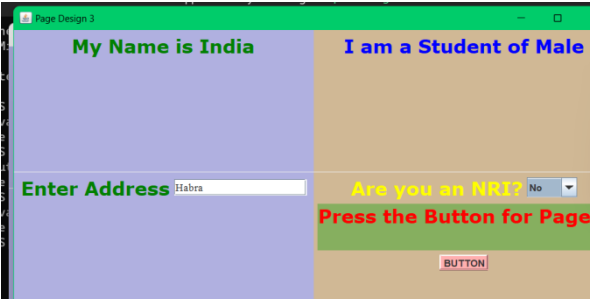 Page Design 3
My Name is India
I am a Student of Male
Enter Address Habra
Are you an NRI? No
Press the Button for Page
BUTTON